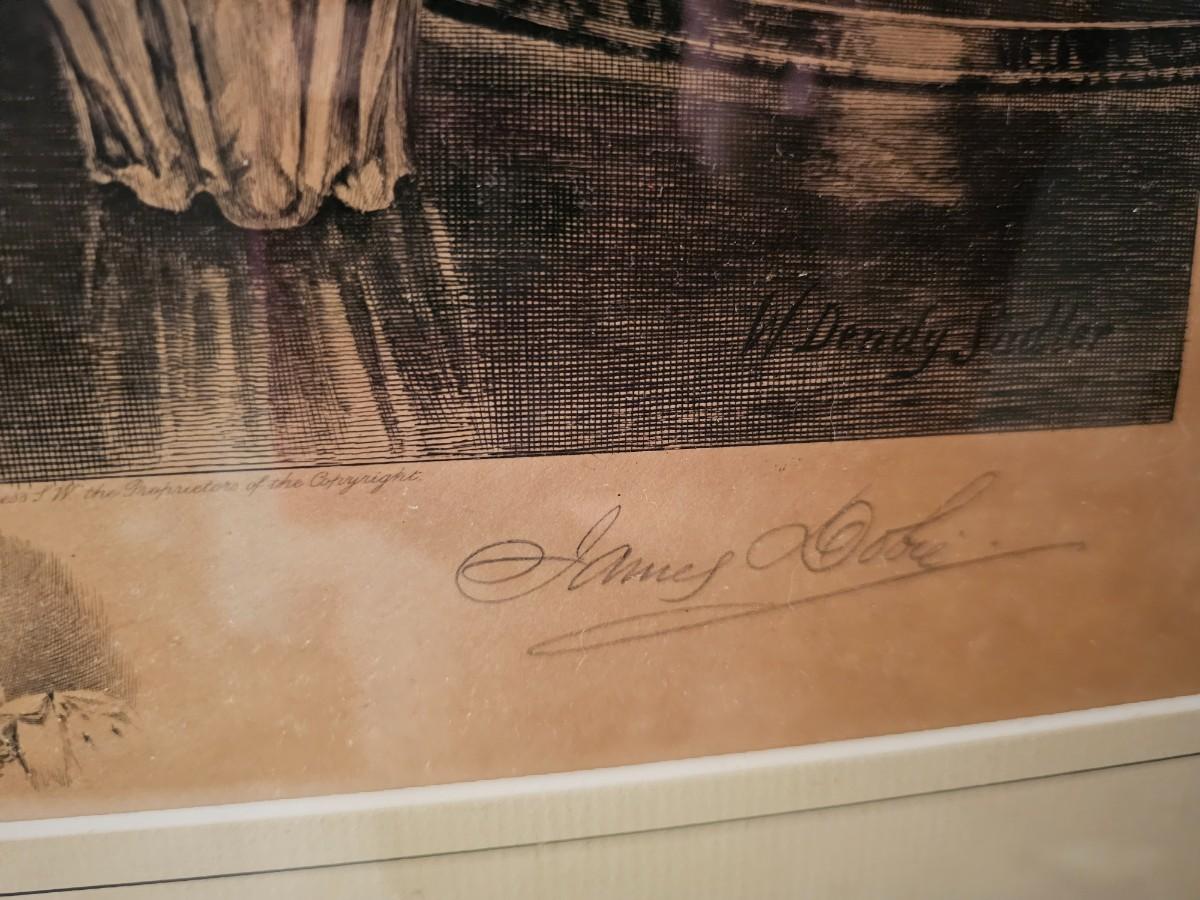 W. Dendy Sadler
the Proprietors of the Copyright.
James Dobie